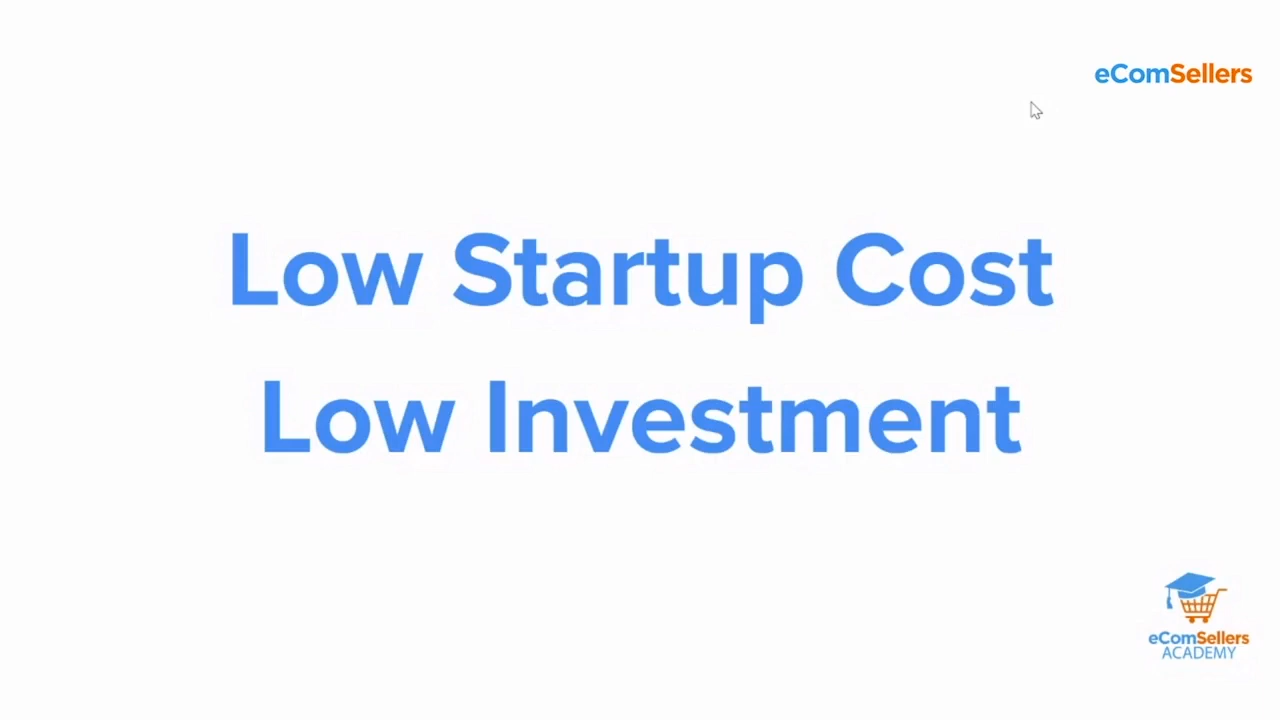 eComSellers
Low Startup Cost
Low Investment
eComSellers
ACADEMY